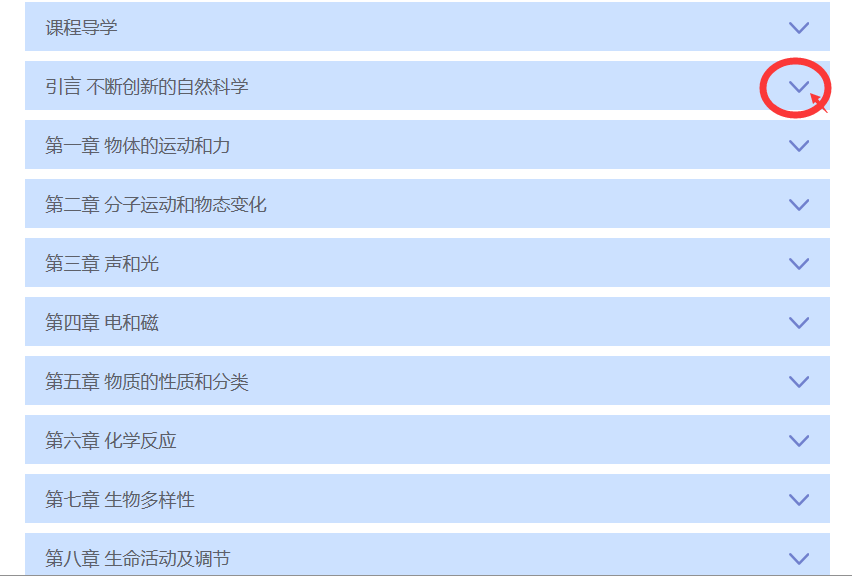 课程导学
引言 不断创新的自然科学
第一章 物体的运动和力
第二章 分子运动和物态变化
第三章 声和光
第四章 电和磁
第五章 物质的性质和分类
第六章 化学反应
第七章 生物多样性
第八章 生命活动及调节